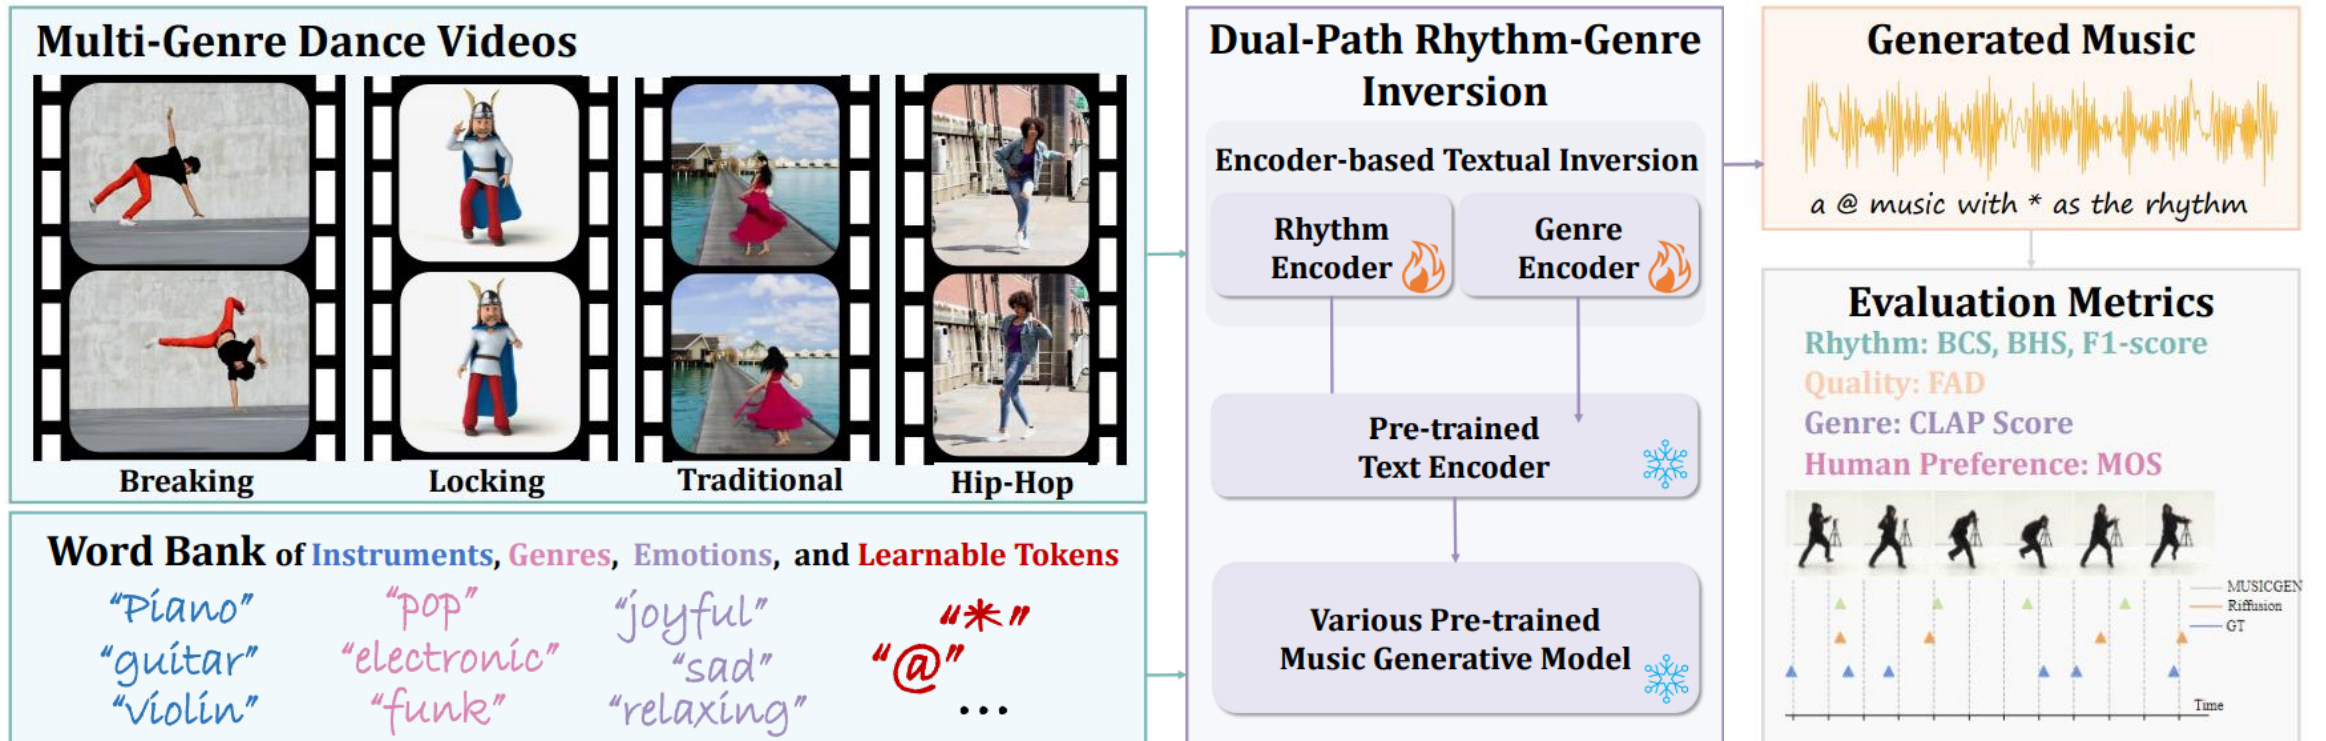 Multi-Genre Dance Videos
Breaking
Locking
Traditional
Hip-Hop
Word Bank of Instruments, Genres, Emotions, and Learnable Tokens
“Piano”
“guitar”
“violin”
“pop”
“electronic”
“funk”
“joyful”
“sad”
“relaxing”
“*”
“@”
...
Dual-Path Rhythm-Genre
Inversion
Encoder-based Textual Inversion
Rhythm
Encoder
Genre
Encoder
Pre-trained
Text Encoder
Various Pre-trained
Music Generative Model
Generated Music
a @ music with * as the rhythm
Evaluation Metrics
Rhythm: BCS, BHS, F1-score
Quality: FAD
Genre: CLAP Score
Human Preference: MOS
MUSICGEN
Riffusion
GT
Time